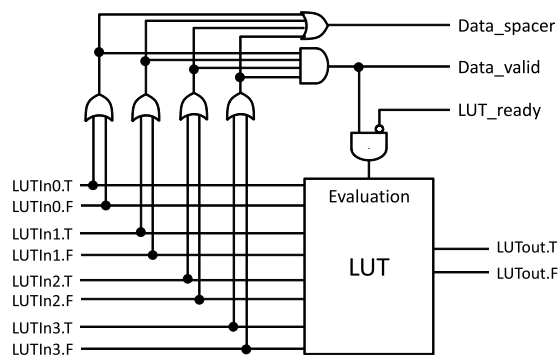 Data_spacer
Data_valid
LUT_ready
LUTIn0.T
LUTIn0.F
LUTIn1.T
LUTIn1.F
LUTIn2.T
LUTIn2.F
LUTIn3.T
LUTIn3.F
Evaluation
LUT
LUTout.T
LUTout.F